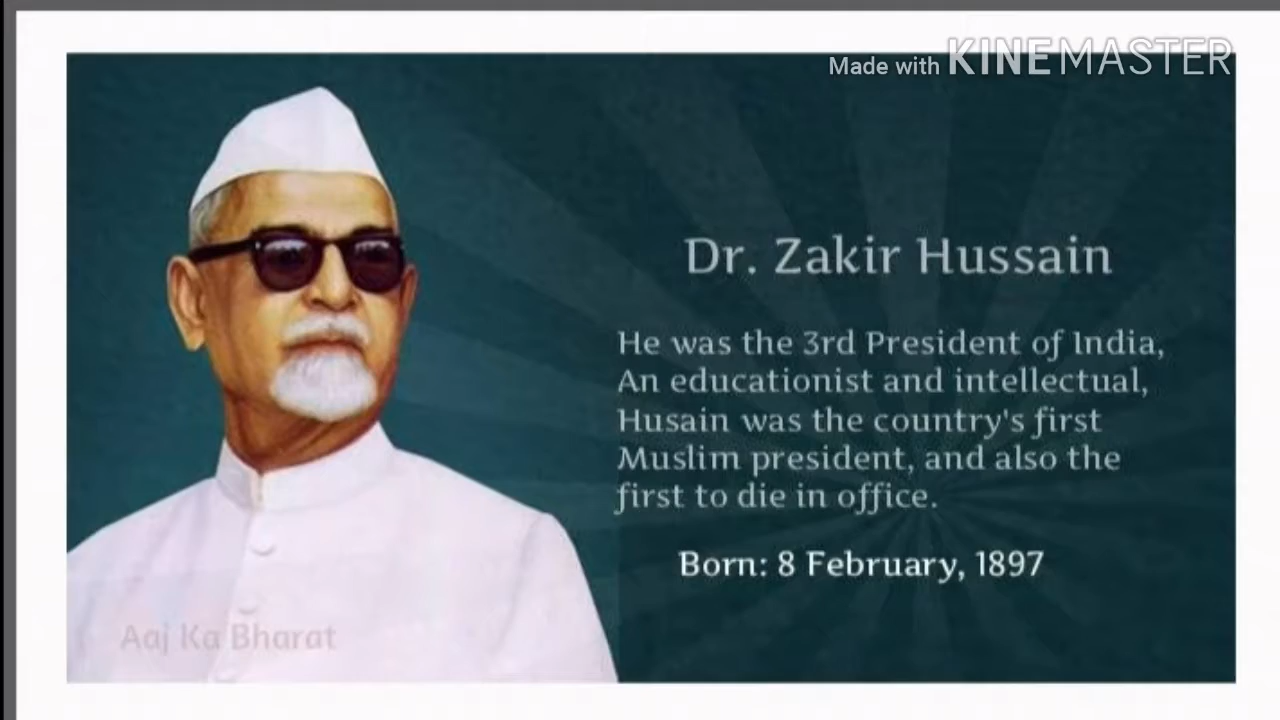 Made with KINEMASTER
Dr. Zakir Hussain
He was the 3rd President of India,
An educationist and intellectual,
Husain was the country's first
Muslim president, and also the
first to die in office.
Born: 8 February, 1897
Aaj Ka Bharat